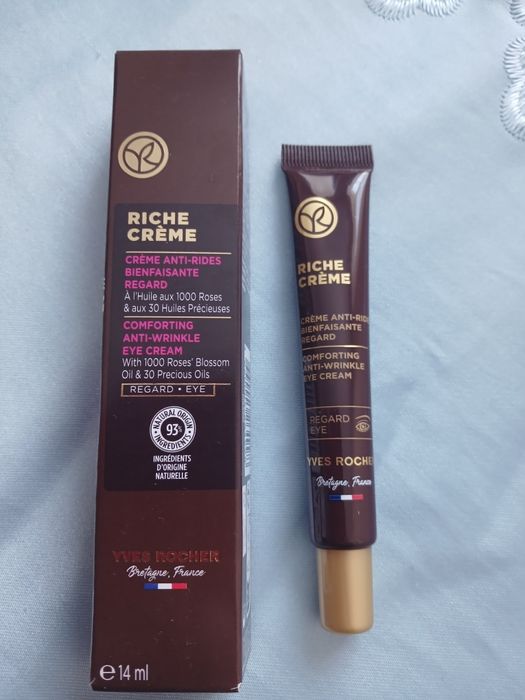 RICHE
CRÈME
CRÈME ANTI-RIDES
BIENFAISANTE
REGARD
À l'Huile aux 1000 Roses
& aux 30 Huiles Précieuses
COMFORTING
ANTI-WRINKLE
EYE CREAM
With 1000 Roses' Blossom
Oil & 30 Precious Oils
REGARD • EYE
NATURAL ORIGIN
93%
INGREDIENTS
INGRÉDIENTS
D'ORIGINE
NATURELLE
YVES ROCHER
Bretagne, France
e 14 ml
RICHE
CRÈME
CRÈME ANTI-RIDES
BIENFAISANTE
REGARD
COMFORTING
ANTI-WRINKLE
EYE CREAM
REGARD
EYE
YVES ROCHER
Bretagne, France